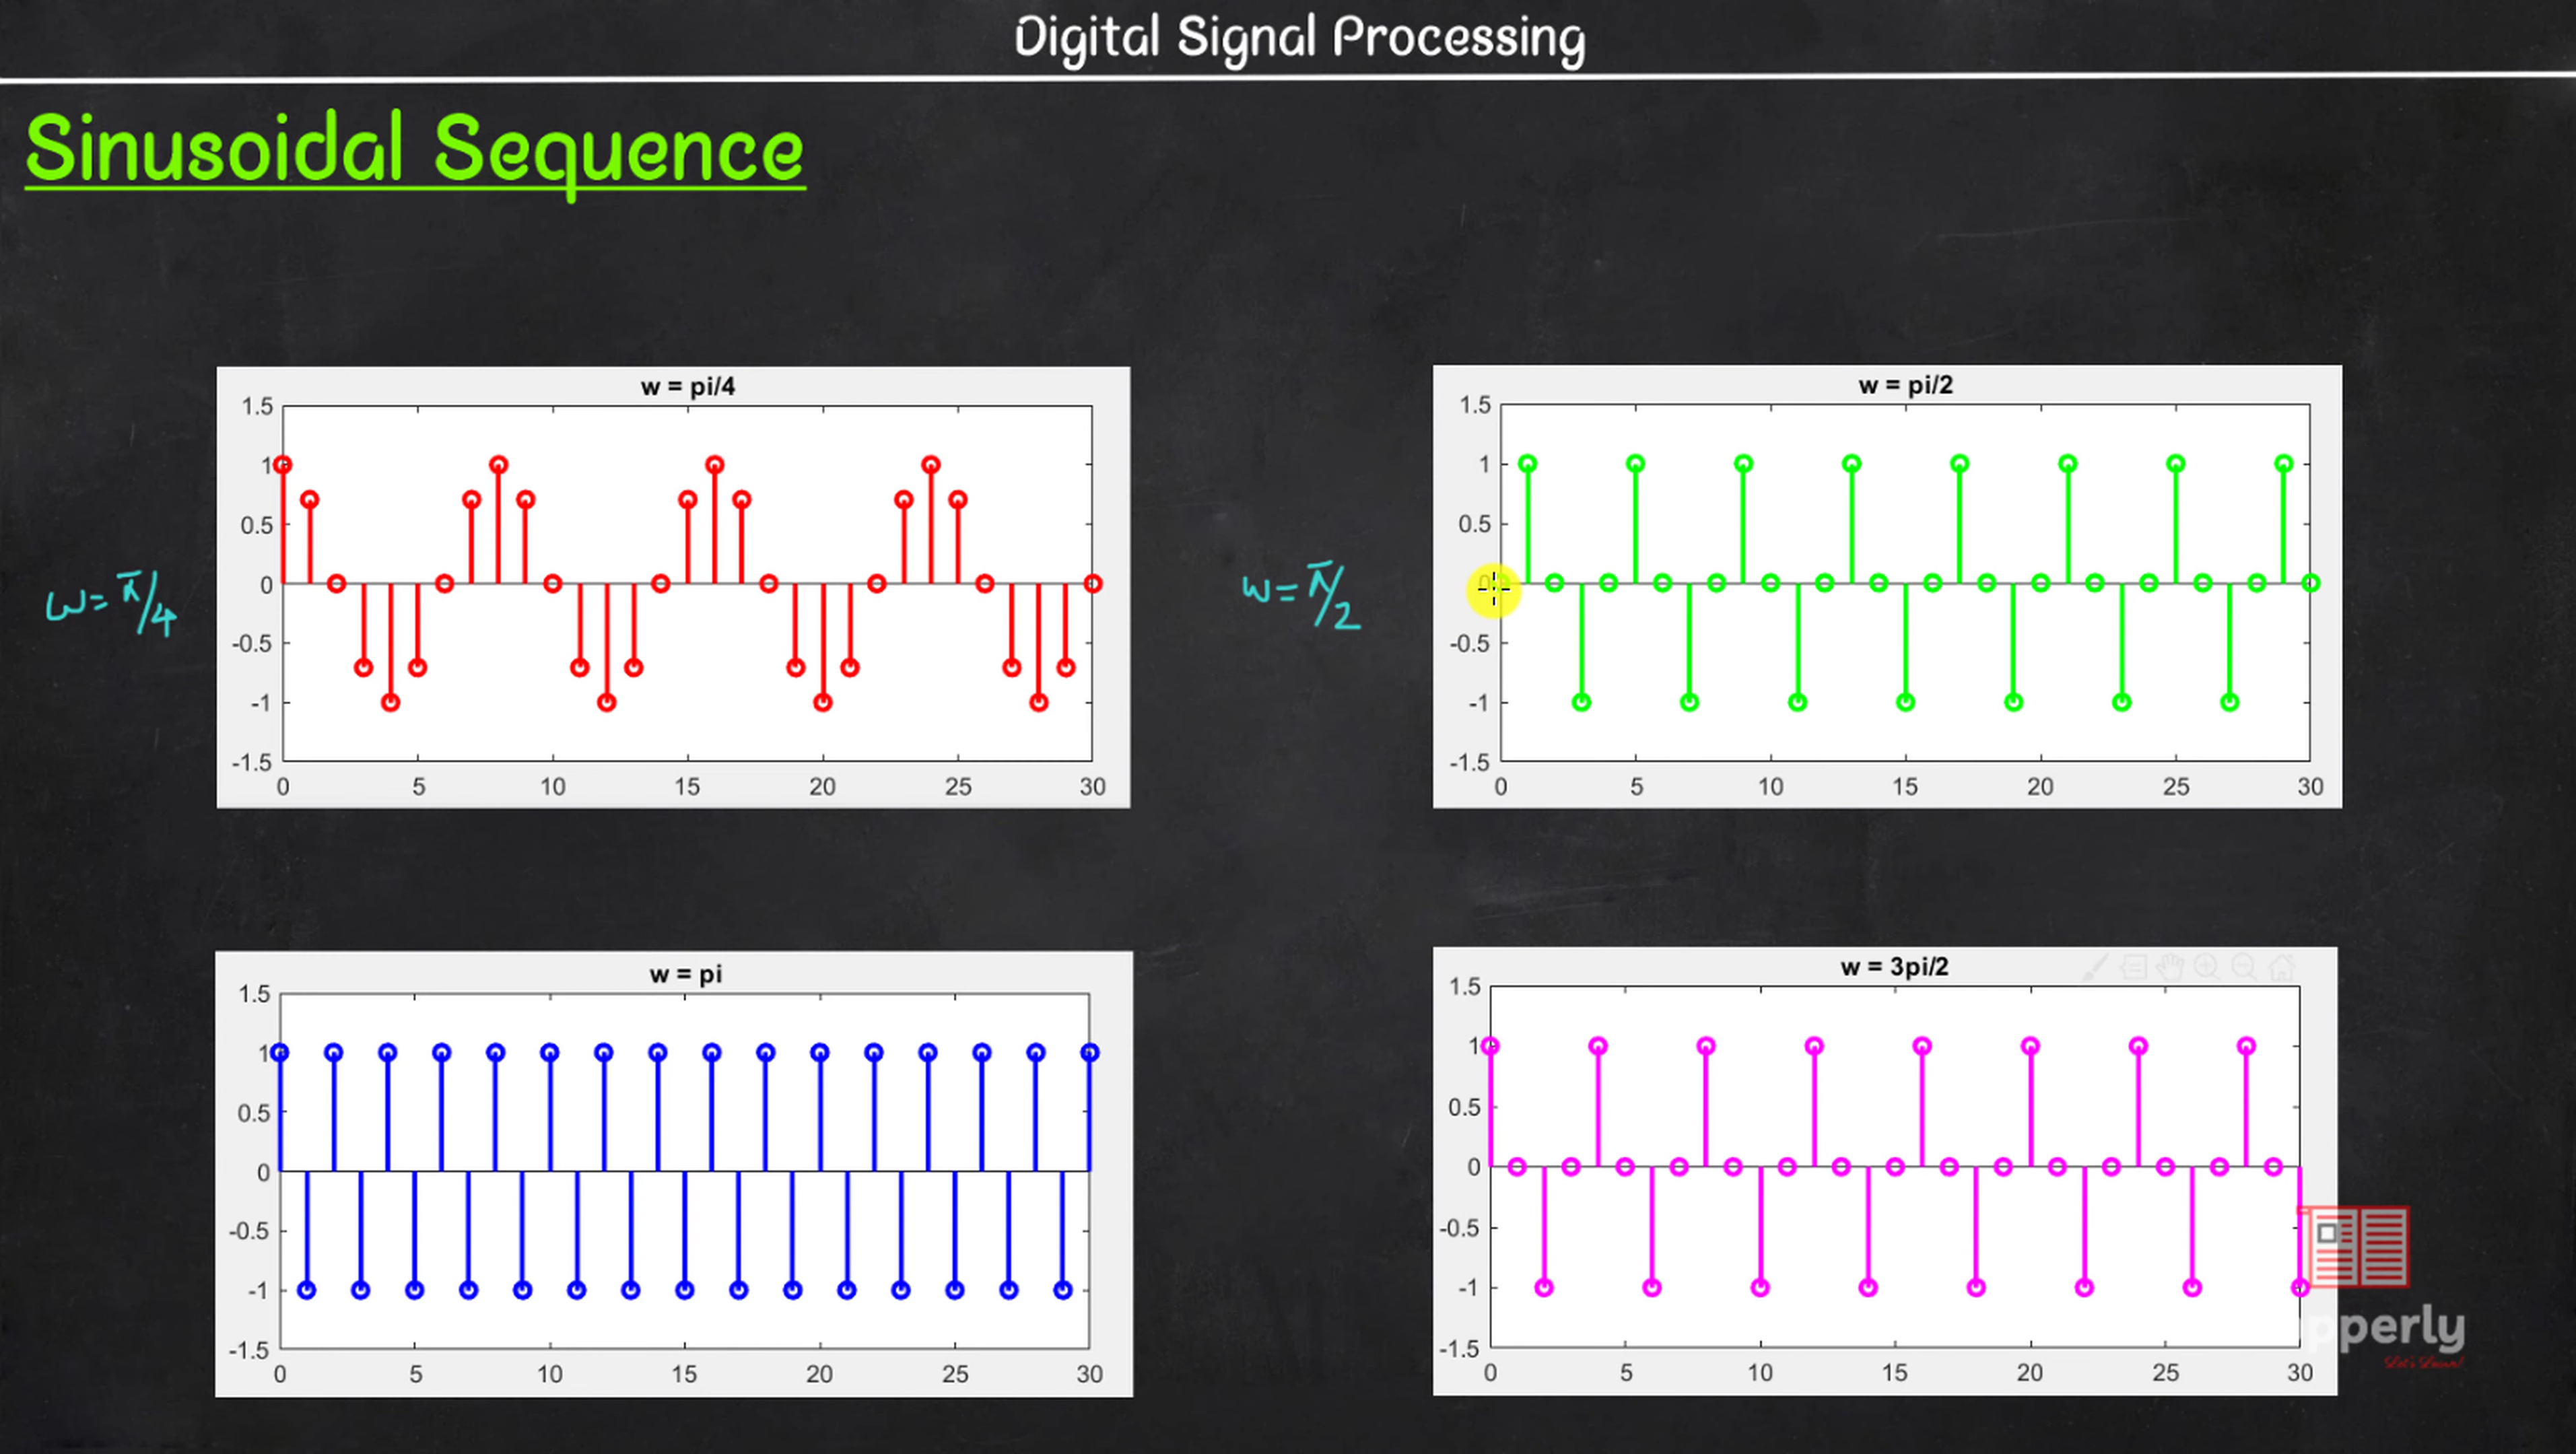 Digital Signal Processing
Sinusoidal Sequence
w = pi/4
1.5
1
0.5
0
-0.5
-1
-1.5
0 5 10 15 20 25 30
ω = π/4
w = pi/2
1.5
1
0.5
-0.5
-1
-1.5
0 5 10 15 20 25 30
ω = π/2
w = pi
1.5
1
0.5
0
-0.5
-1
-1.5
0 5 10 15 20 25 30
w = 3pi/2
1.5
1
0.5
0
-0.5
-1
-1.5
0 5 10 15 20 25 30
pperly
Let's Learn!